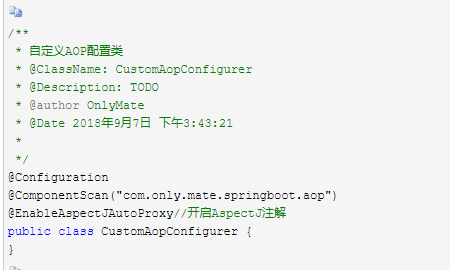 /**
 * 自定义AOP配置类
 * @ClassName: CustomAopConfigurer
 * @Description: TODO
 * @author OnlyMate
 * @Date 2018年9月7日 下午3:43:21
 *
 */
@Configuration
@ComponentScan("com.only.mate.springboot.aop")
@EnableAspectJAutoProxy//开启AspectJ注解
public class CustomAopConfigurer {
}